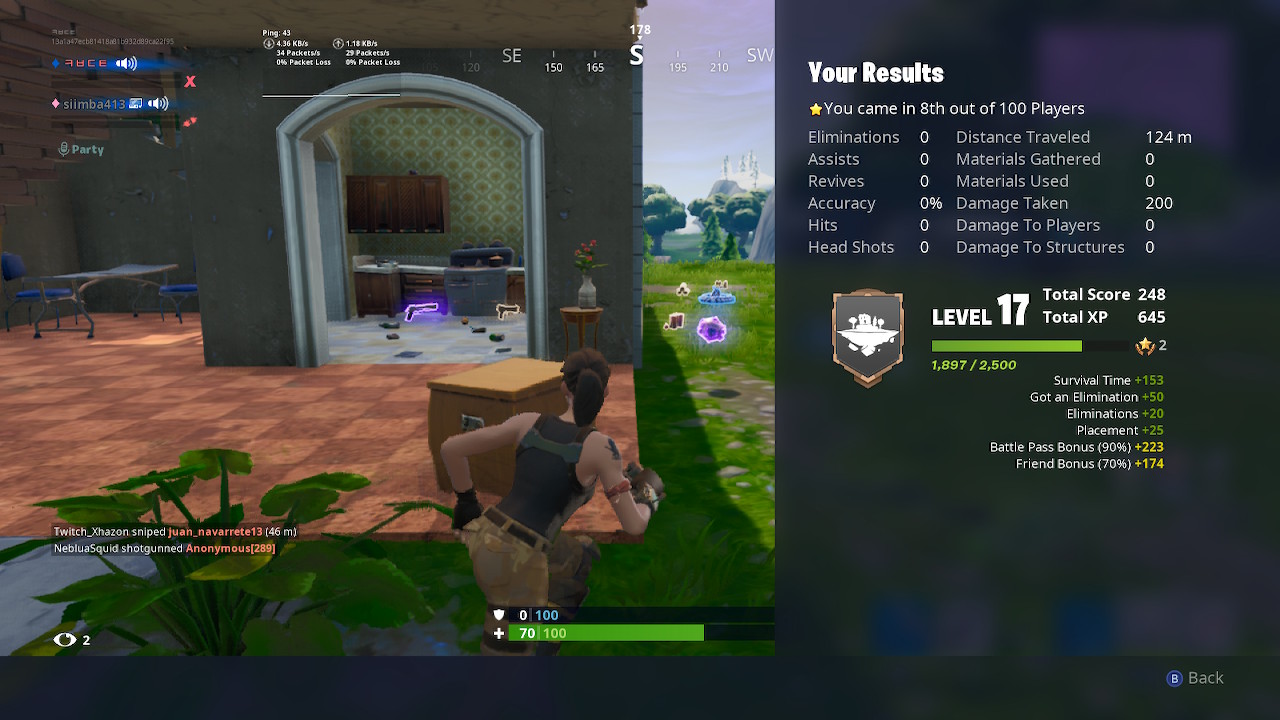 Ping: 43
4.36 KB/s 1.18 KB/s
34 Packets/s 29 Packets/s
0% Packet Loss 0% Packet Loss
178
105 120 SE 150 165 S 195 210 SW
siimba413
Party
Twitch_Xhazon sniped juan_navarrete13 (46 m)
NebluaSquid shotgunned Anonymous[289]
2
0 | 100
70 | 100
Your Results
You came in 8th out of 100 Players
Eliminations 0 Distance Traveled 124 m
Assists 0 Materials Gathered 0
Revives 0 Materials Used 0
Accuracy 0% Damage Taken 200
Hits 0 Damage To Players 0
Head Shots 0 Damage To Structures 0
LEVEL 17
Total Score 248
Total XP 645
2
1,897 / 2,500
Survival Time +153
Got an Elimination +50
Eliminations +20
Placement +25
Battle Pass Bonus (90%) +223
Friend Bonus (70%) +174
B Back